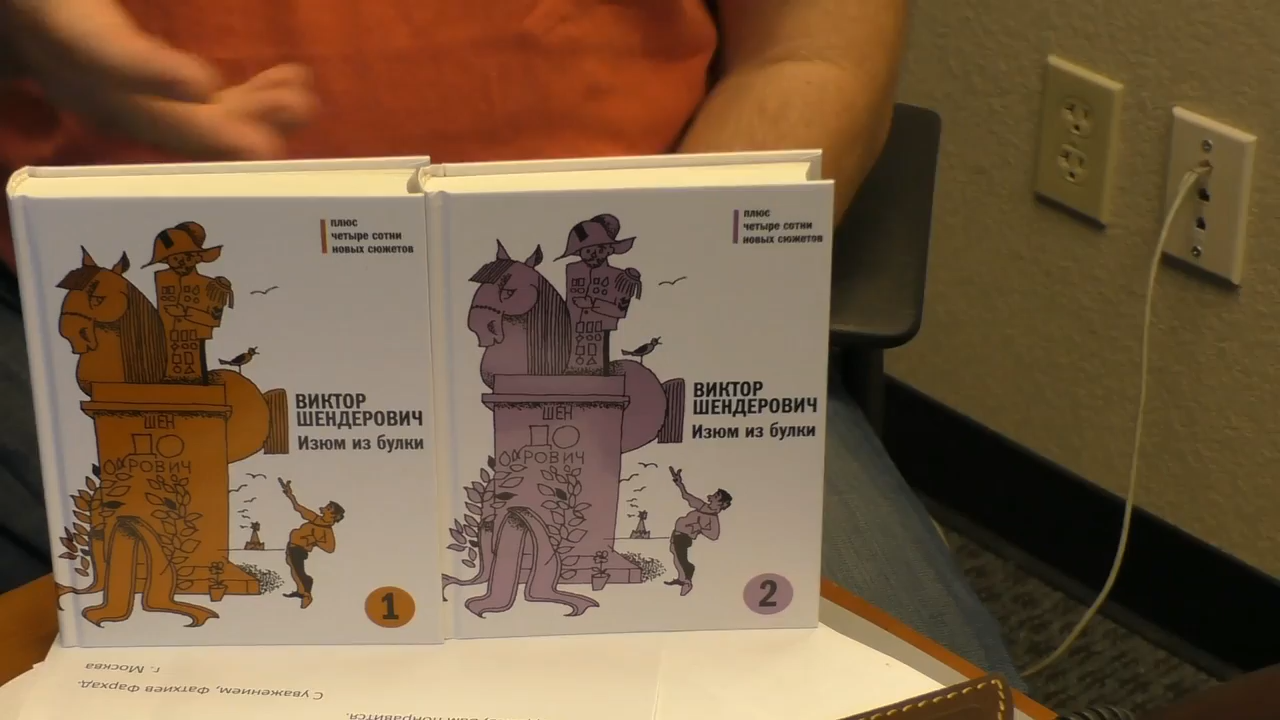 плюс
четыре сотни
новых сюжетов
ВИКТОР
ШЕНДЕРОВИЧ
Изюм из булки
ШЕН
ДО
РОВИЧ
1
плюс
четыре сотни
новых сюжетов
ВИКТОР
ШЕНДЕРОВИЧ
Изюм из булки
ШЕН
ДО
РОВИЧ
2
понравится.
С уважением, Фатхиев Фархад.
г. Москва